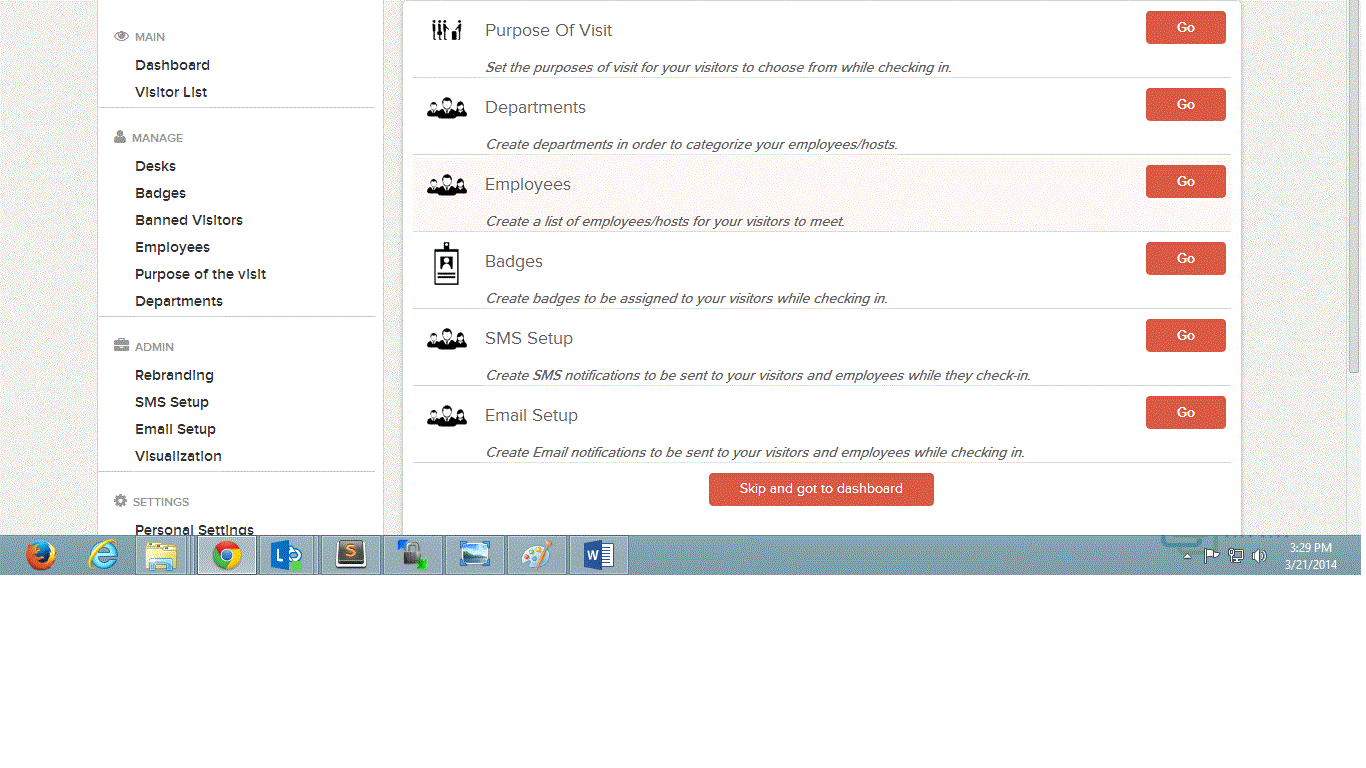 MAIN
Dashboard
Visitor List
MANAGE
Desks
Badges
Banned Visitors
Employees
Purpose of the visit
Departments
ADMIN
Rebranding
SMS Setup
Email Setup
Visualization
SETTINGS
Personal Settings
Purpose Of Visit
Go
Set the purposes of visit for your visitors to choose from while checking in.
Departments
Go
Create departments in order to categorize your employees/hosts.
Employees
Go
Create a list of employees/hosts for your visitors to meet.
Badges
Go
Create badges to be assigned to your visitors while checking in.
SMS Setup
Go
Create SMS notifications to be sent to your visitors and employees while they check-in.
Email Setup
Go
Create Email notifications to be sent to your visitors and employees while checking in.
Skip and got to dashboard
3:29 PM
3/21/2014